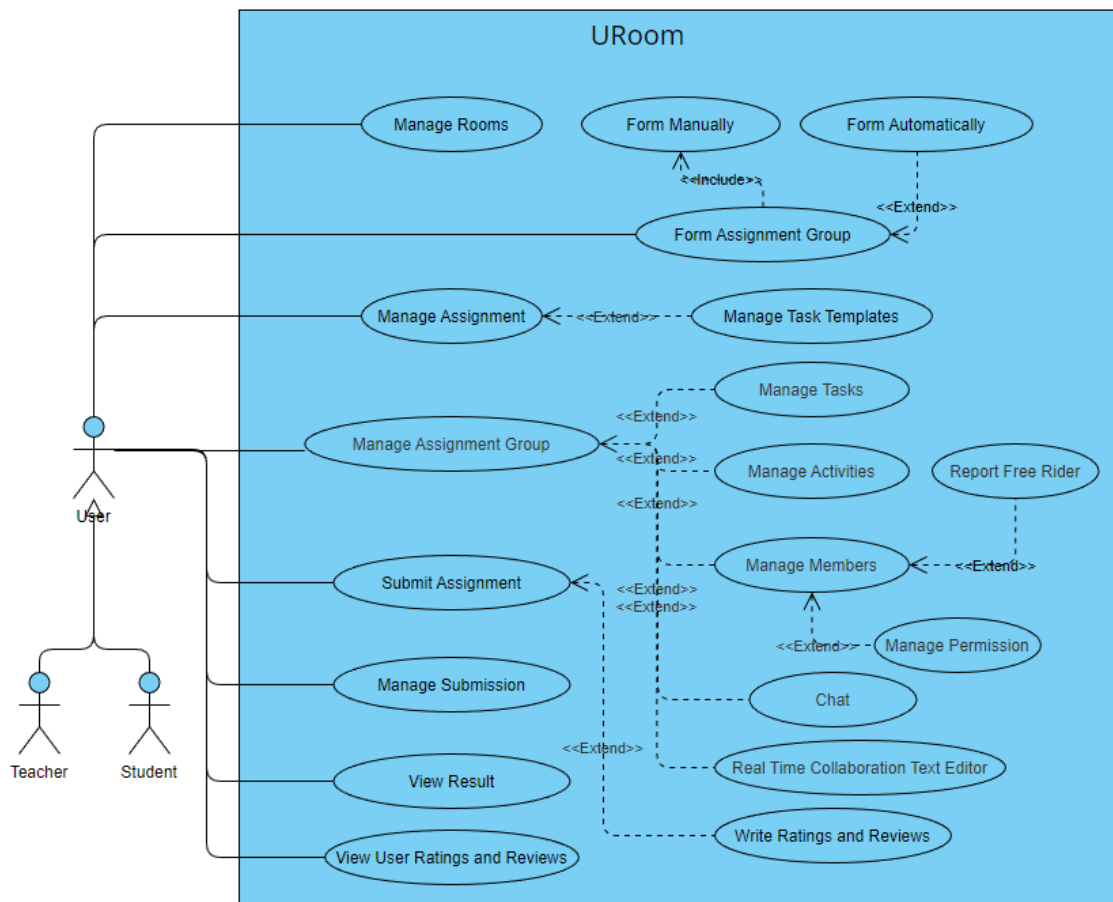 URoom
Manage Rooms
Form Manually
Form Automatically
<<Include>>
<<Extend>>
Form Assignment Group
Manage Assignment
<<Extend>>
Manage Task Templates
Manage Tasks
<<Extend>>
Manage Assignment Group
<<Extend>>
Manage Activities
Report Free Rider
<<Extend>>
User
Manage Members
<<Extend>>
Submit Assignment
<<Extend>>
<<Extend>>
<<Extend>>
Manage Permission
Manage Submission
Chat
<<Extend>>
Teacher
Student
View Result
Real Time Collaboration Text Editor
Write Ratings and Reviews
View User Ratings and Reviews